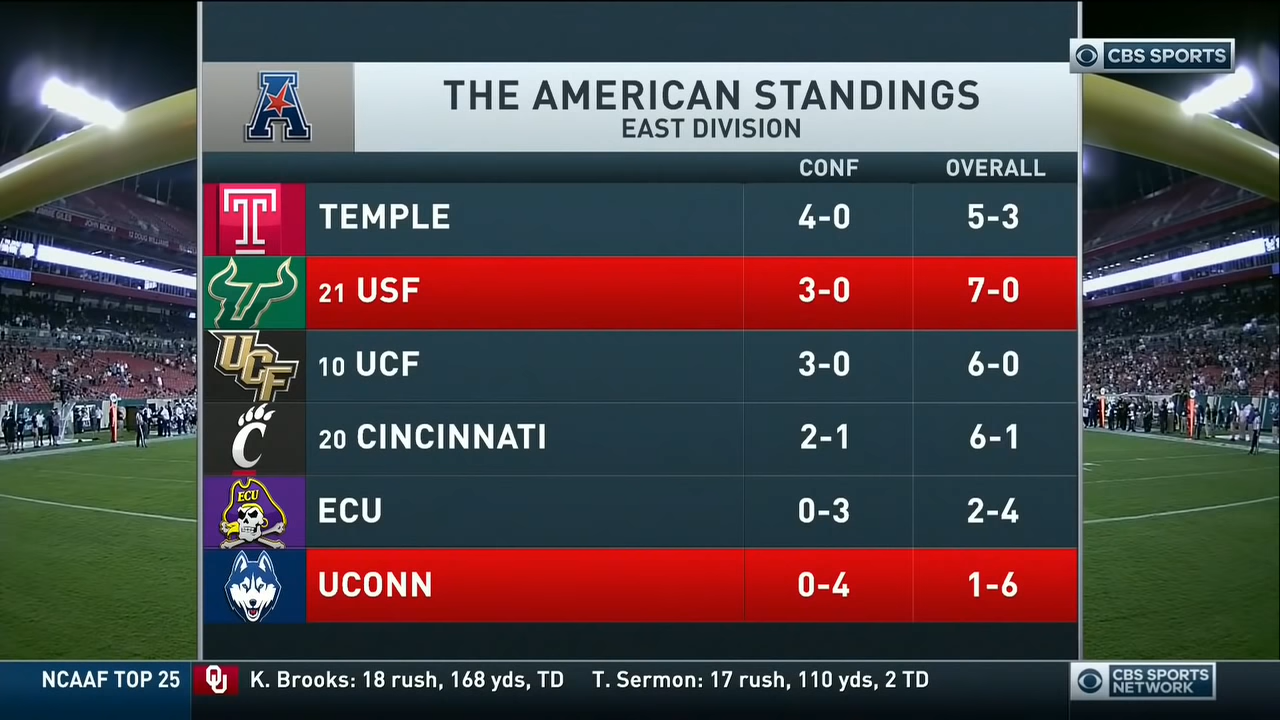 CBS SPORTS
THE AMERICAN STANDINGS
EAST DIVISION
CONF OVERALL
T TEMPLE 4-0 5-3
21 USF 3-0 7-0
UCF 10 UCF 3-0 6-0
C 20 CINCINNATI 2-1 6-1
ECU ECU 0-3 2-4
UCONN 0-4 1-6
NCAAF TOP 25 OU K. Brooks: 18 rush, 168 yds, TD T. Sermon: 17 rush, 110 yds, 2 TD
CBS SPORTS
NETWORK